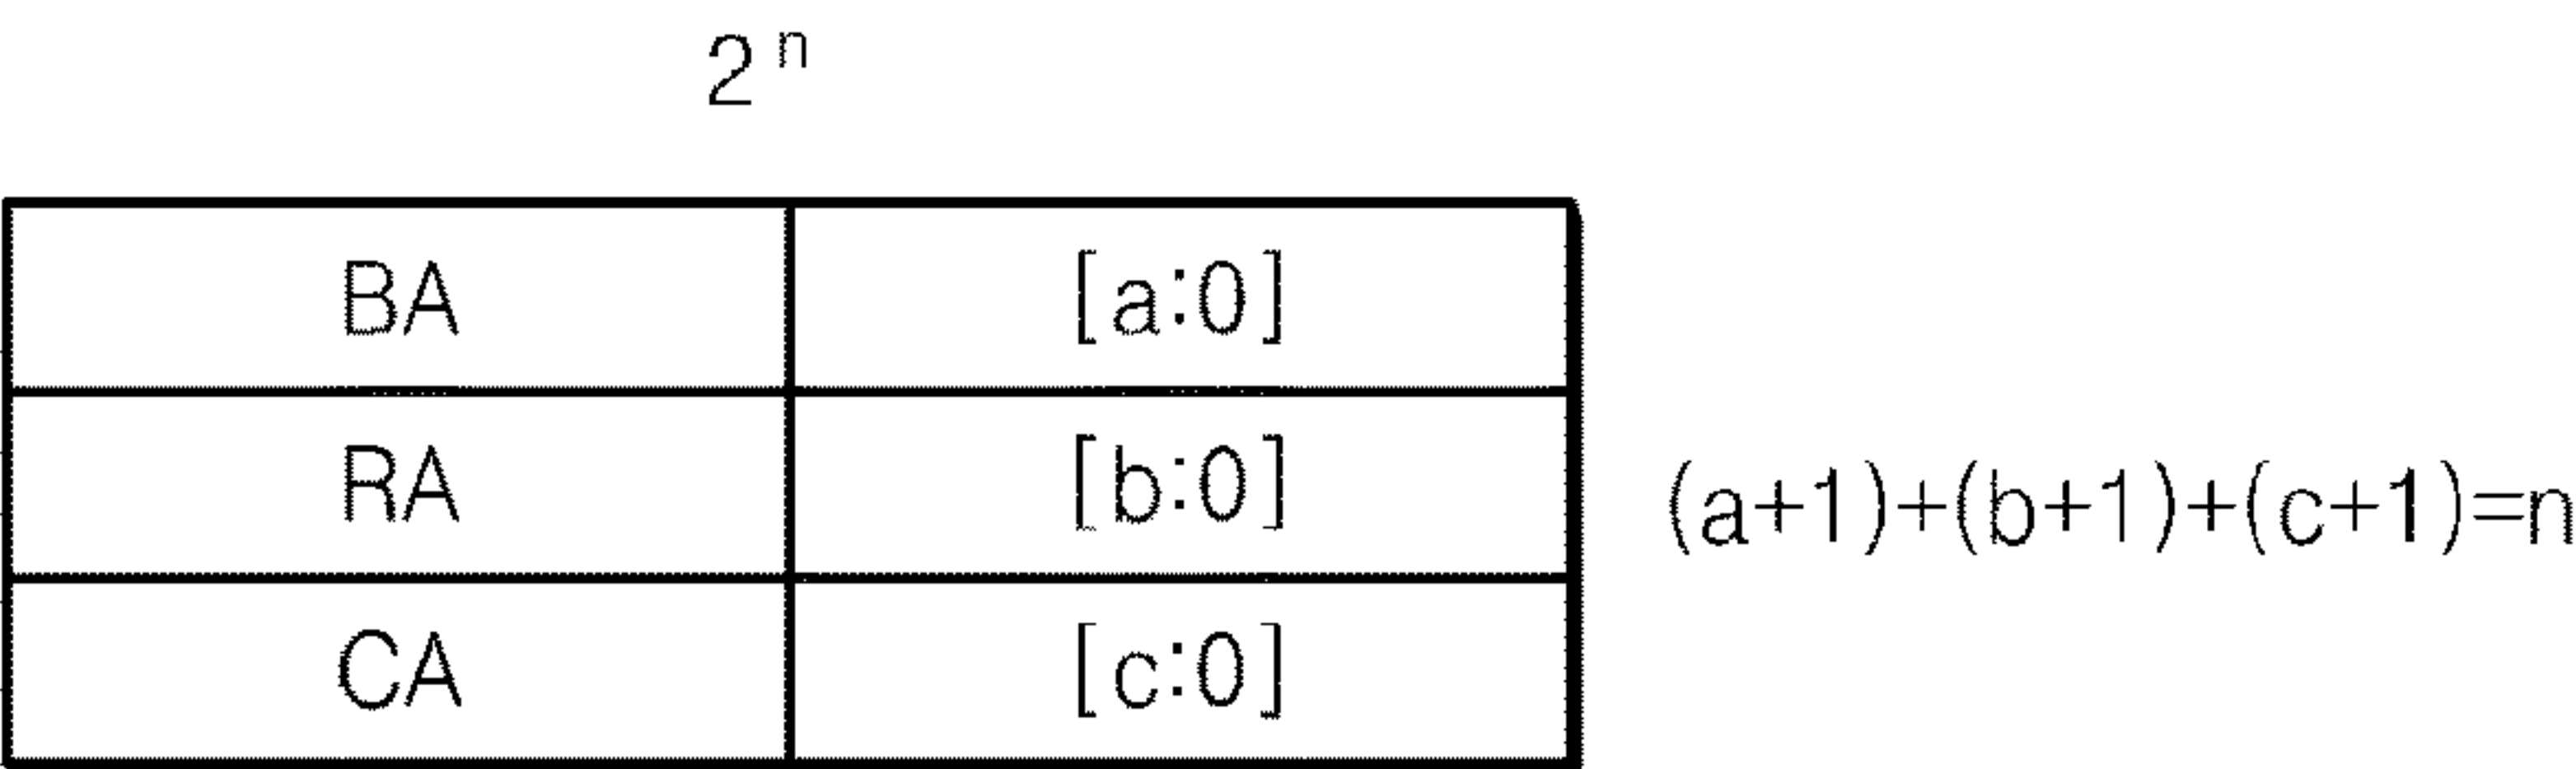 2ⁿ
BA [a:0]
RA [b:0]
(a+1)+(b+1)+(c+1)=n
CA [c:0]